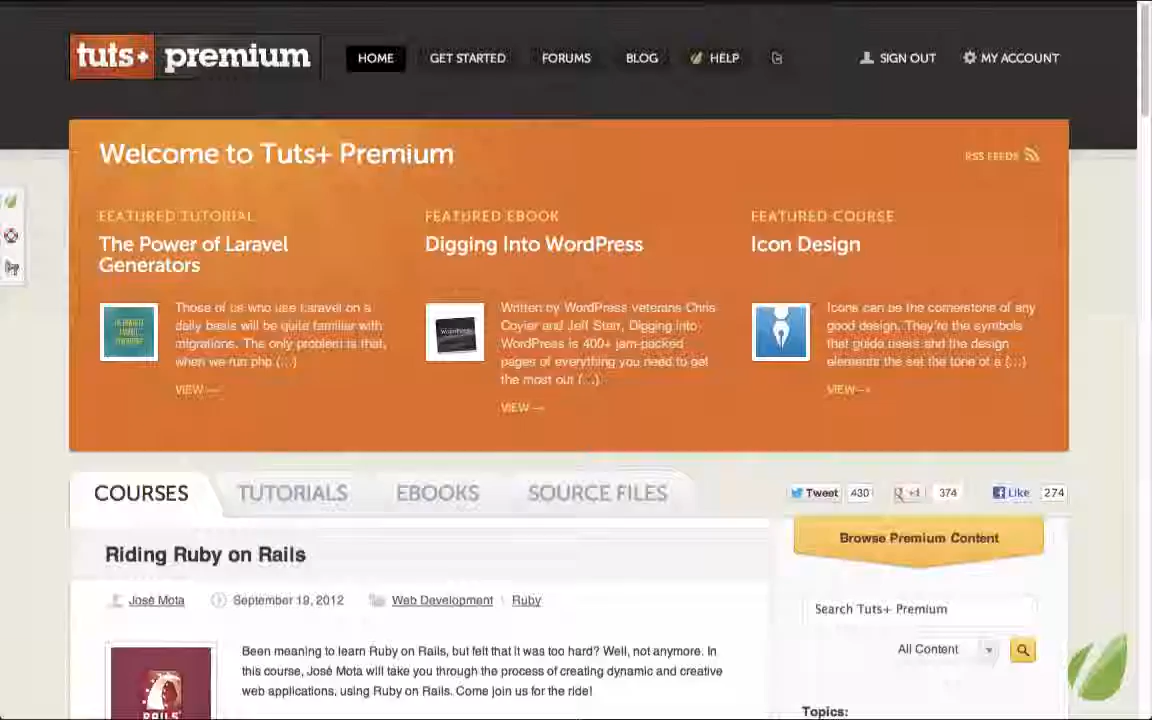 tuts+ premium
HOME
GET STARTED
FORUMS
BLOG
HELP
SIGN OUT
MY ACCOUNT
Welcome to Tuts+ Premium
RSS FEEDS
FEATURED TUTORIAL
The Power of Laravel
Generators
Those of us who use Laravel on a
daily basis will be quite familiar with
migrations. The only problem is that,
when we run php (...)
VIEW —
FEATURED EBOOK
Digging Into WordPress
Written by WordPress veterans Chris
Coyier and Jeff Starr, Digging into
WordPress is 400+ jam-packed
pages of everything you need to get
the most out (...)
VIEW —
FEATURED COURSE
Icon Design
Icons can be the cornerstone of any
good design. They're the symbols
that guide users and the design
elements the set the tone of a (...)
VIEW —
COURSES
TUTORIALS
EBOOKS
SOURCE FILES
Tweet 430
+1 374
Like 274
Riding Ruby on Rails
José Mota
September 19, 2012
Web Development \ Ruby
Been meaning to learn Ruby on Rails, but felt that it was too hard? Well, not anymore. In
this course, José Mota will take you through the process of creating dynamic and creative
web applications, using Ruby on Rails. Come join us for the ride!
RAILS
Browse Premium Content
Search Tuts+ Premium
All Content
Topics: